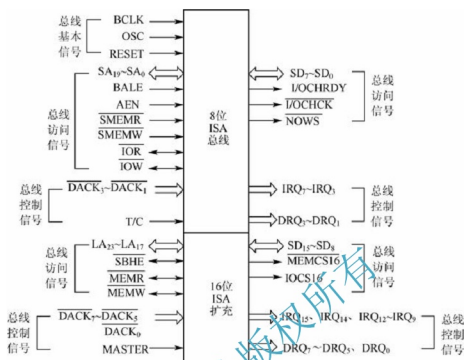 总线
基本
信号
BCLK
OSC
RESET
总线
访问
信号
SA₁₉~SA₀
BALE
AEN
SMEMR
SMEMW
IOR
IOW
总线
控制
信号
DACK₃~DACK₁
T/C
8位
ISA
总线
SD₇~SD₀
I/OCHRDY
I/OCHCK
NOWS
总线
访问
信号
IRQ₇~IRQ₃
DRQ₃~DRQ₁
总线
控制
信号
总线
访问
信号
LA₂₃~LA₁₇
SBHE
MEMR
MEMW
总线
控制
信号
DACK₇~DACK₅
DACK₀
MASTER
16位
ISA
扩充
SD₁₅~SD₈
MEMCS16
IOCS16
总线
访问
信号
IRQ₁₅、IRQ₁₄、IRQ₁₂~IRQ₉
DRQ₇~DRQ₅、DRQ₀
总线
控制
信号
版权所有